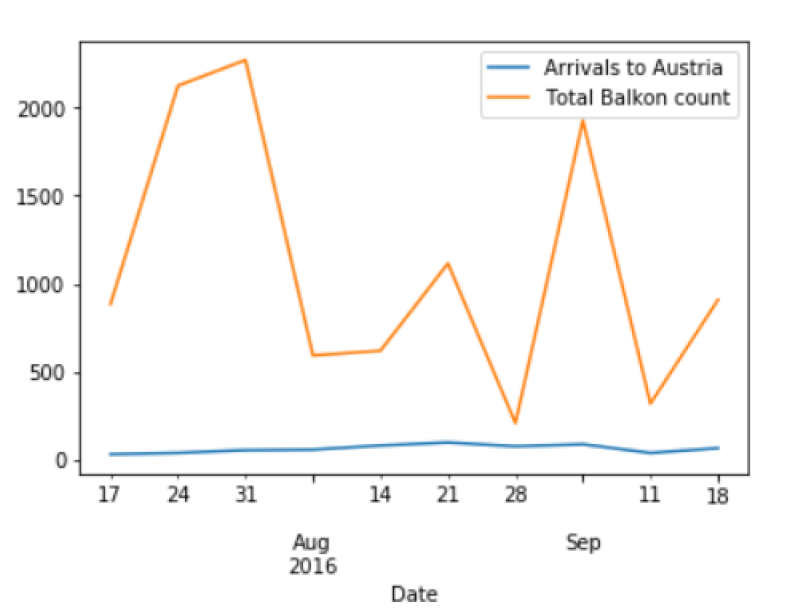 Arrivals to Austria
Total Balkon count
2000
1500
1000
500
0
17 24 31 14 21 28 11 18
Aug Sep
2016
Date